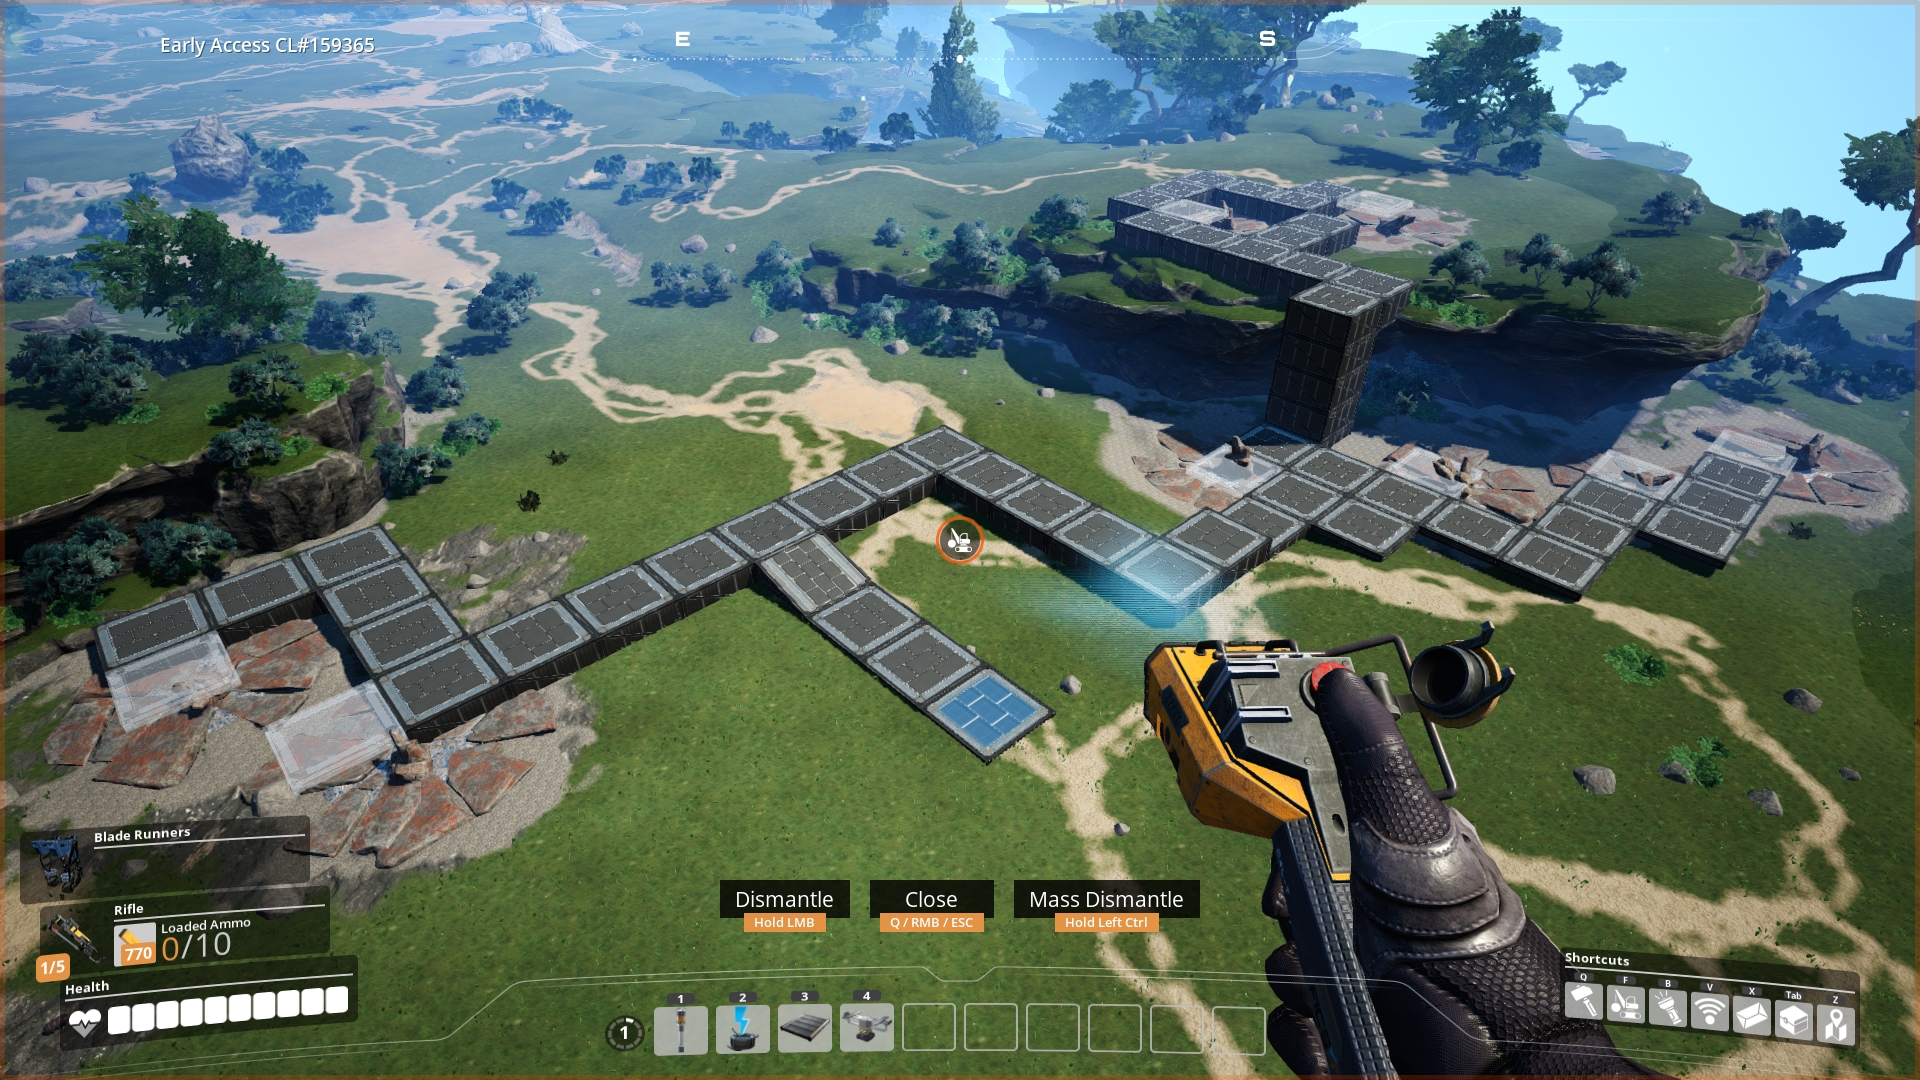 Early Access CL#159365
E
S
Blade Runners
Rifle
Loaded Ammo
770
0/10
1/5
Health
Dismantle
Hold LMB
Close
Q / RMB / ESC
Mass Dismantle
Hold Left Ctrl
1
1
2
3
4
Shortcuts
Q
F
B
V
X
Tab
Z